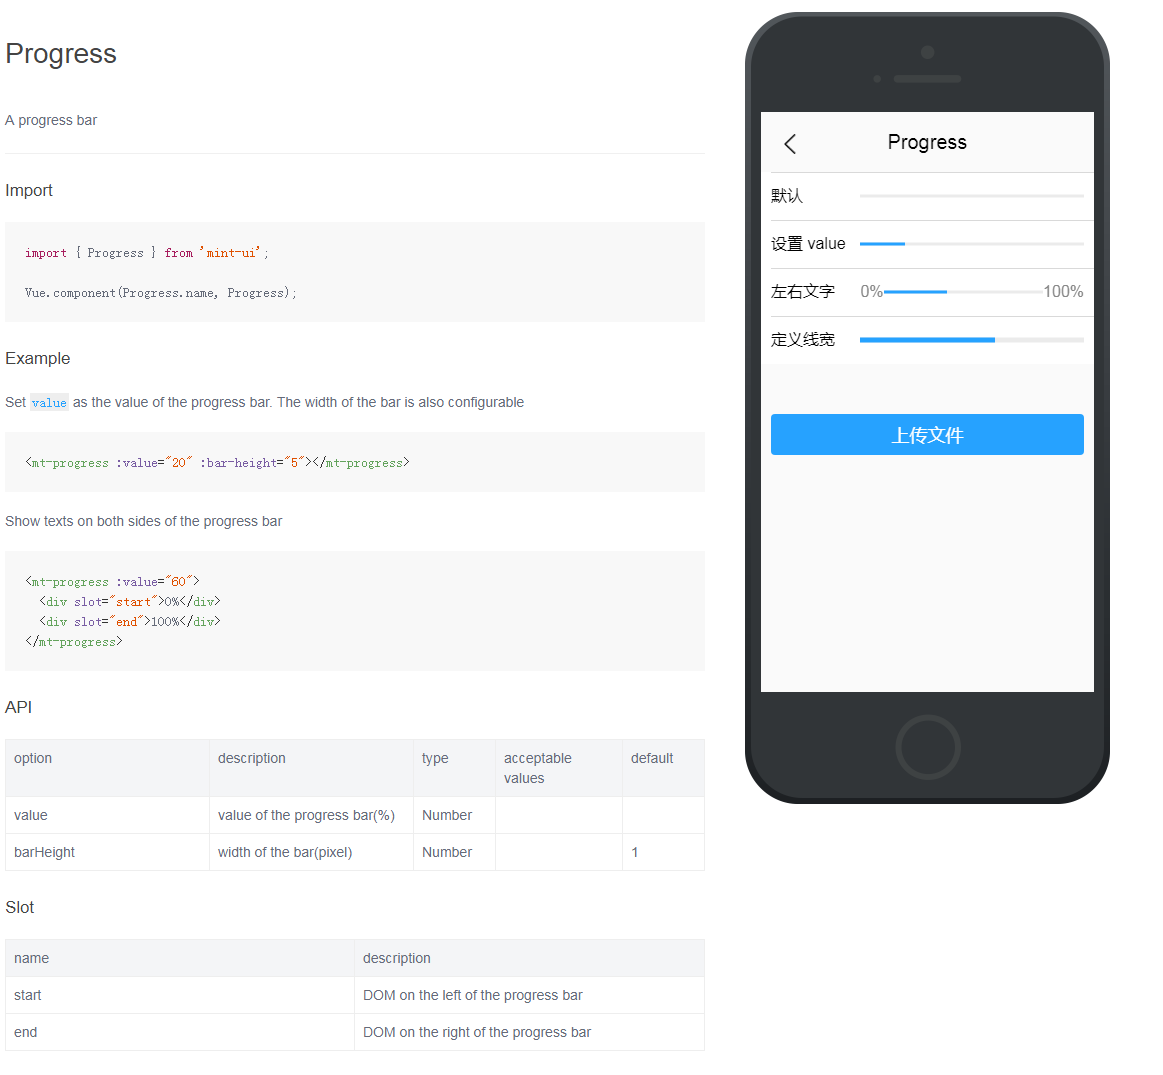 Progress
A progress bar
Import
import { Progress } from 'mint-ui';
Vue.component(Progress.name, Progress);
Example
Set value as the value of the progress bar. The width of the bar is also configurable
<mt-progress :value="20" :bar-height="5"></mt-progress>
Show texts on both sides of the progress bar
<mt-progress :value="60">
  <div slot="start">0%</div>
  <div slot="end">100%</div>
</mt-progress>
API
option description type acceptable values default
value value of the progress bar(%) Number
barHeight width of the bar(pixel) Number 1
Slot
name description
start DOM on the left of the progress bar
end DOM on the right of the progress bar
Progress
默认
设置 value
左右文字 0% 100%
定义线宽
上传文件